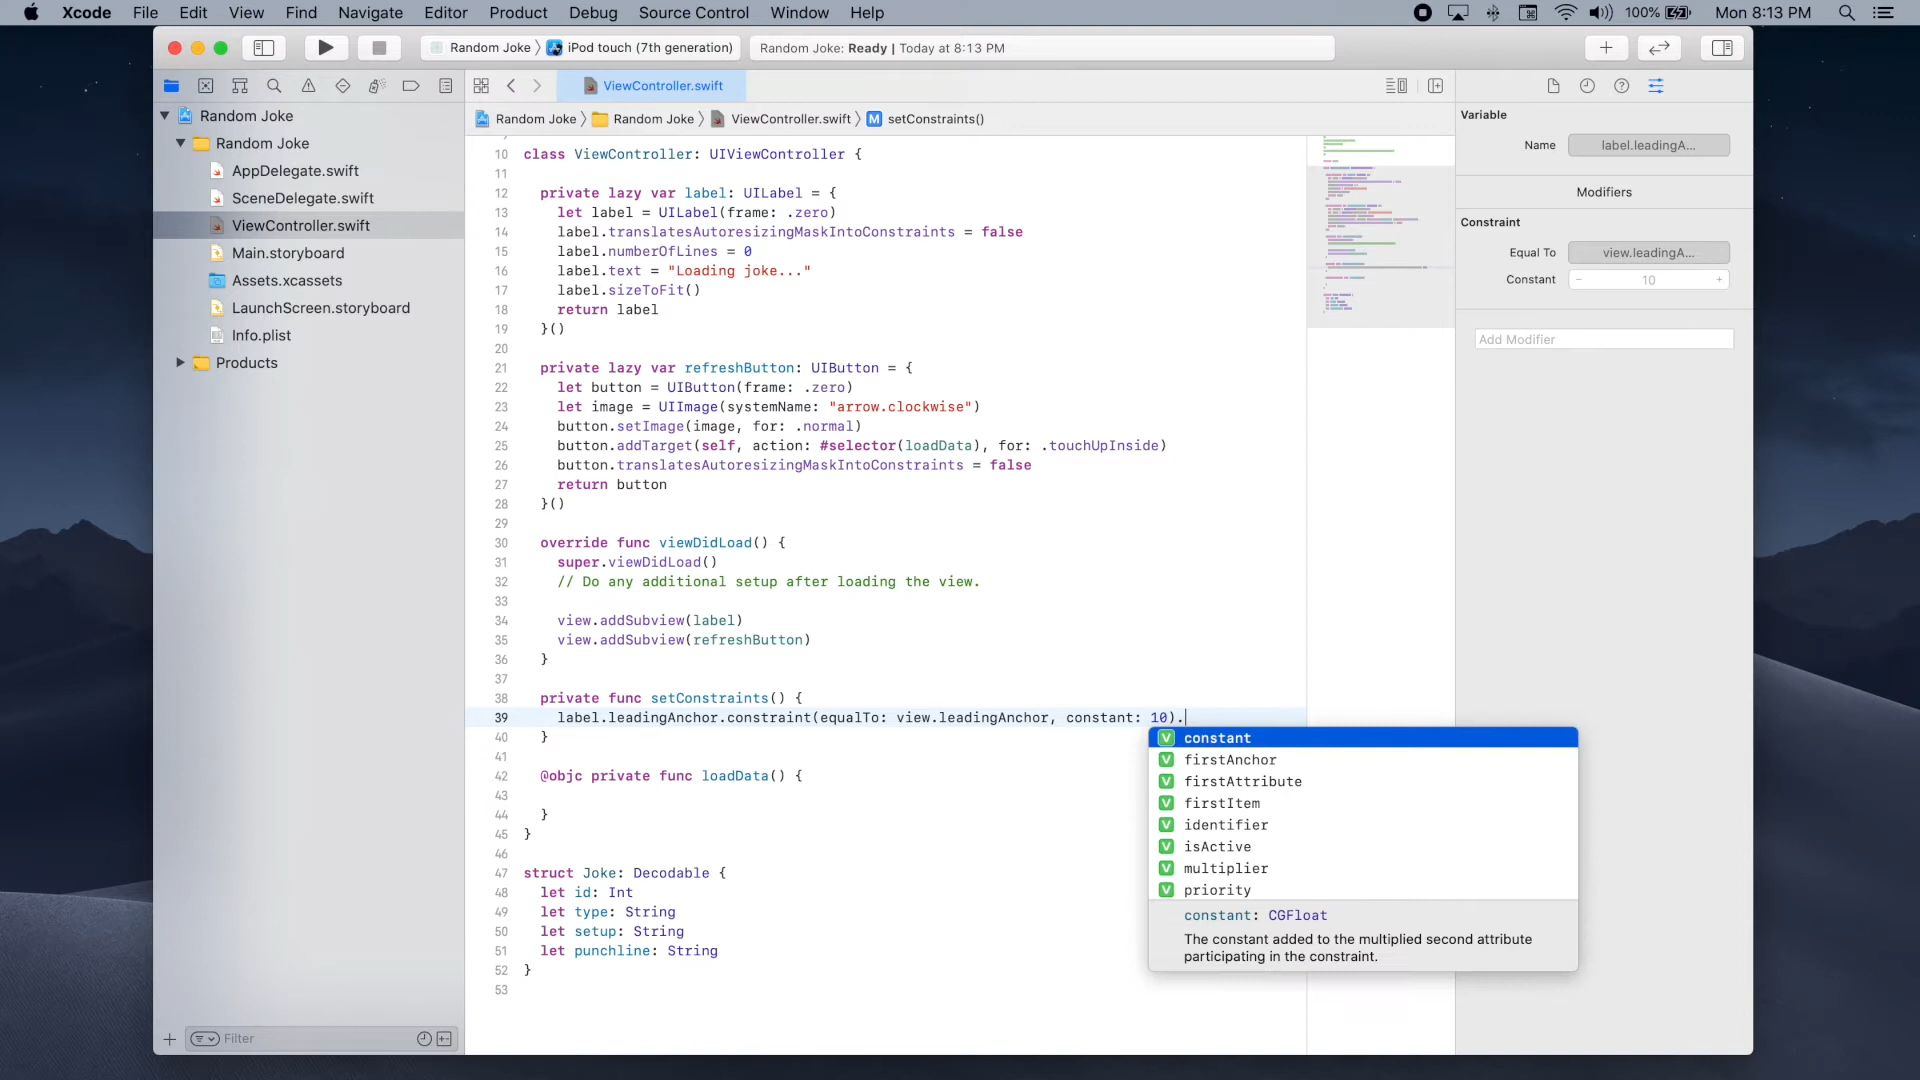 Xcode File Edit View Find Navigate Editor Product Debug Source Control Window Help 100% Mon 8:13 PM
Random Joke iPod touch (7th generation) Random Joke: Ready | Today at 8:13 PM
ViewController.swift
Random Joke Random Joke ViewController.swift M setConstraints()
Random Joke
Random Joke
AppDelegate.swift
SceneDelegate.swift
ViewController.swift
Main.storyboard
Assets.xcassets
LaunchScreen.storyboard
Info.plist
Products
Filter
10 class ViewController: UIViewController {
11
12 private lazy var label: UILabel = {
13 let label = UILabel(frame: .zero)
14 label.translatesAutoresizingMaskIntoConstraints = false
15 label.numberOfLines = 0
16 label.text = "Loading joke..."
17 label.sizeToFit()
18 return label
19 }()
20
21 private lazy var refreshButton: UIButton = {
22 let button = UIButton(frame: .zero)
23 let image = UIImage(systemName: "arrow.clockwise")
24 button.setImage(image, for: .normal)
25 button.addTarget(self, action: #selector(loadData), for: .touchUpInside)
26 button.translatesAutoresizingMaskIntoConstraints = false
27 return button
28 }()
29
30 override func viewDidLoad() {
31 super.viewDidLoad()
32 // Do any additional setup after loading the view.
33
34 view.addSubview(label)
35 view.addSubview(refreshButton)
36 }
37
38 private func setConstraints() {
39 label.leadingAnchor.constraint(equalTo: view.leadingAnchor, constant: 10).
40 }
41
42 @objc private func loadData() {
43
44 }
45 }
46
47 struct Joke: Decodable {
48 let id: Int
49 let type: String
50 let setup: String
51 let punchline: String
52 }
53
V constant
V firstAnchor
V firstAttribute
V firstItem
V identifier
V isActive
V multiplier
V priority
constant: CGFloat
The constant added to the multiplied second attribute
participating in the constraint.
Variable
Name label.leadingA...
Modifiers
Constraint
Equal To view.leadingA...
Constant − 10 +
Add Modifier